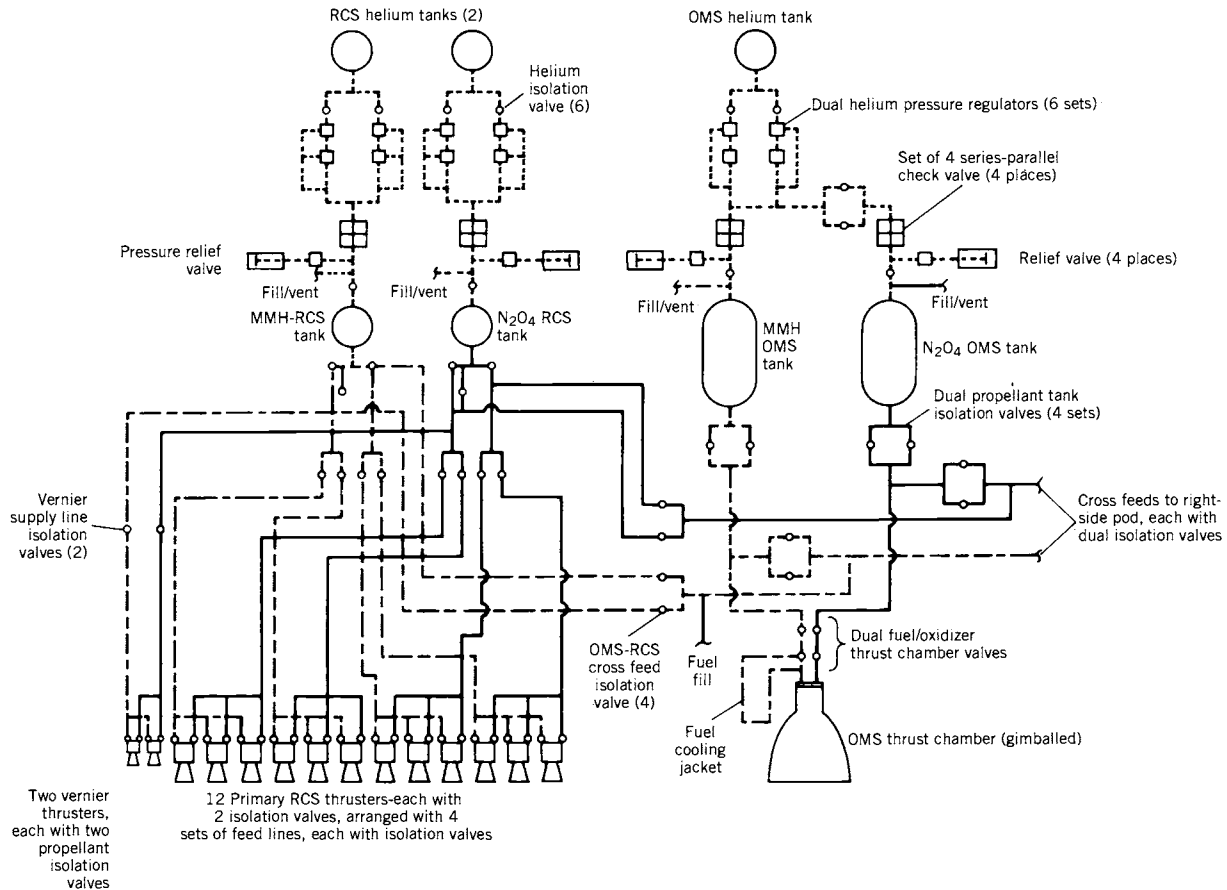 RCS helium tanks (2)
OMS helium tank
Helium
isolation
valve (6)
Dual helium pressure regulators (6 sets)
Set of 4 series-parallel
check valve (4 places)
Pressure relief
valve
Fill/vent
Fill/vent
Fill/vent
Relief valve (4 places)
Fill/vent
MMH-RCS
tank
N₂O₄ RCS
tank
MMH
OMS
tank
N₂O₄ OMS tank
Dual propellant tank
isolation valves (4 sets)
Vernier
supply line
isolation
valves (2)
Cross feeds to right-
side pod, each with
dual isolation valves
OMS-RCS
cross feed
isolation
valve (4)
Fuel
fill
Dual fuel/oxidizer
thrust chamber valves
Fuel
cooling
jacket
OMS thrust chamber (gimballed)
Two vernier
thrusters,
each with two
propellant
isolation
valves
12 Primary RCS thrusters-each with
2 isolation valves, arranged with 4
sets of feed lines, each with isolation valves